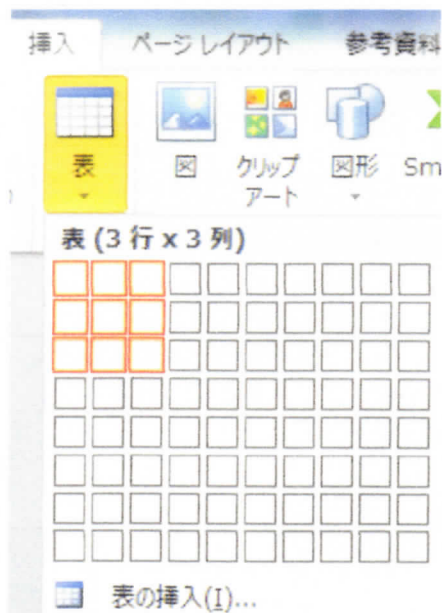 挿入 ページ レイアウト 参考資料
表 図 クリップ アート 図形 Sm
表 (3 行 x 3 列)
表の挿入(I)...